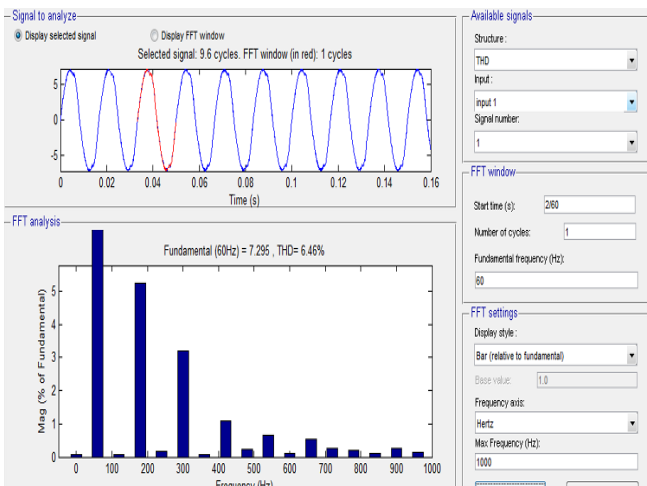 Signal to analyze
Display selected signal
Display FFT window
Selected signal: 9.6 cycles. FFT window (in red): 1 cycles
5
0
-5
0 0.02 0.04 0.06 0.08 0.1 0.12 0.14 0.16
Time (s)
FFT analysis
Fundamental (60Hz) = 7.295 , THD= 6.46%
Mag (% of Fundamental)
5
4
3
2
1
0
0 100 200 300 400 500 600 700 800 900 1000
Frequency (Hz)
Available signals
Structure :
THD
Input :
input 1
Signal number:
1
FFT window
Start time (s): 2/60
Number of cycles: 1
Fundamental frequency (Hz):
60
FFT settings
Display style :
Bar (relative to fundamental)
Base value: 1.0
Frequency axis:
Hertz
Max Frequency (Hz):
1000